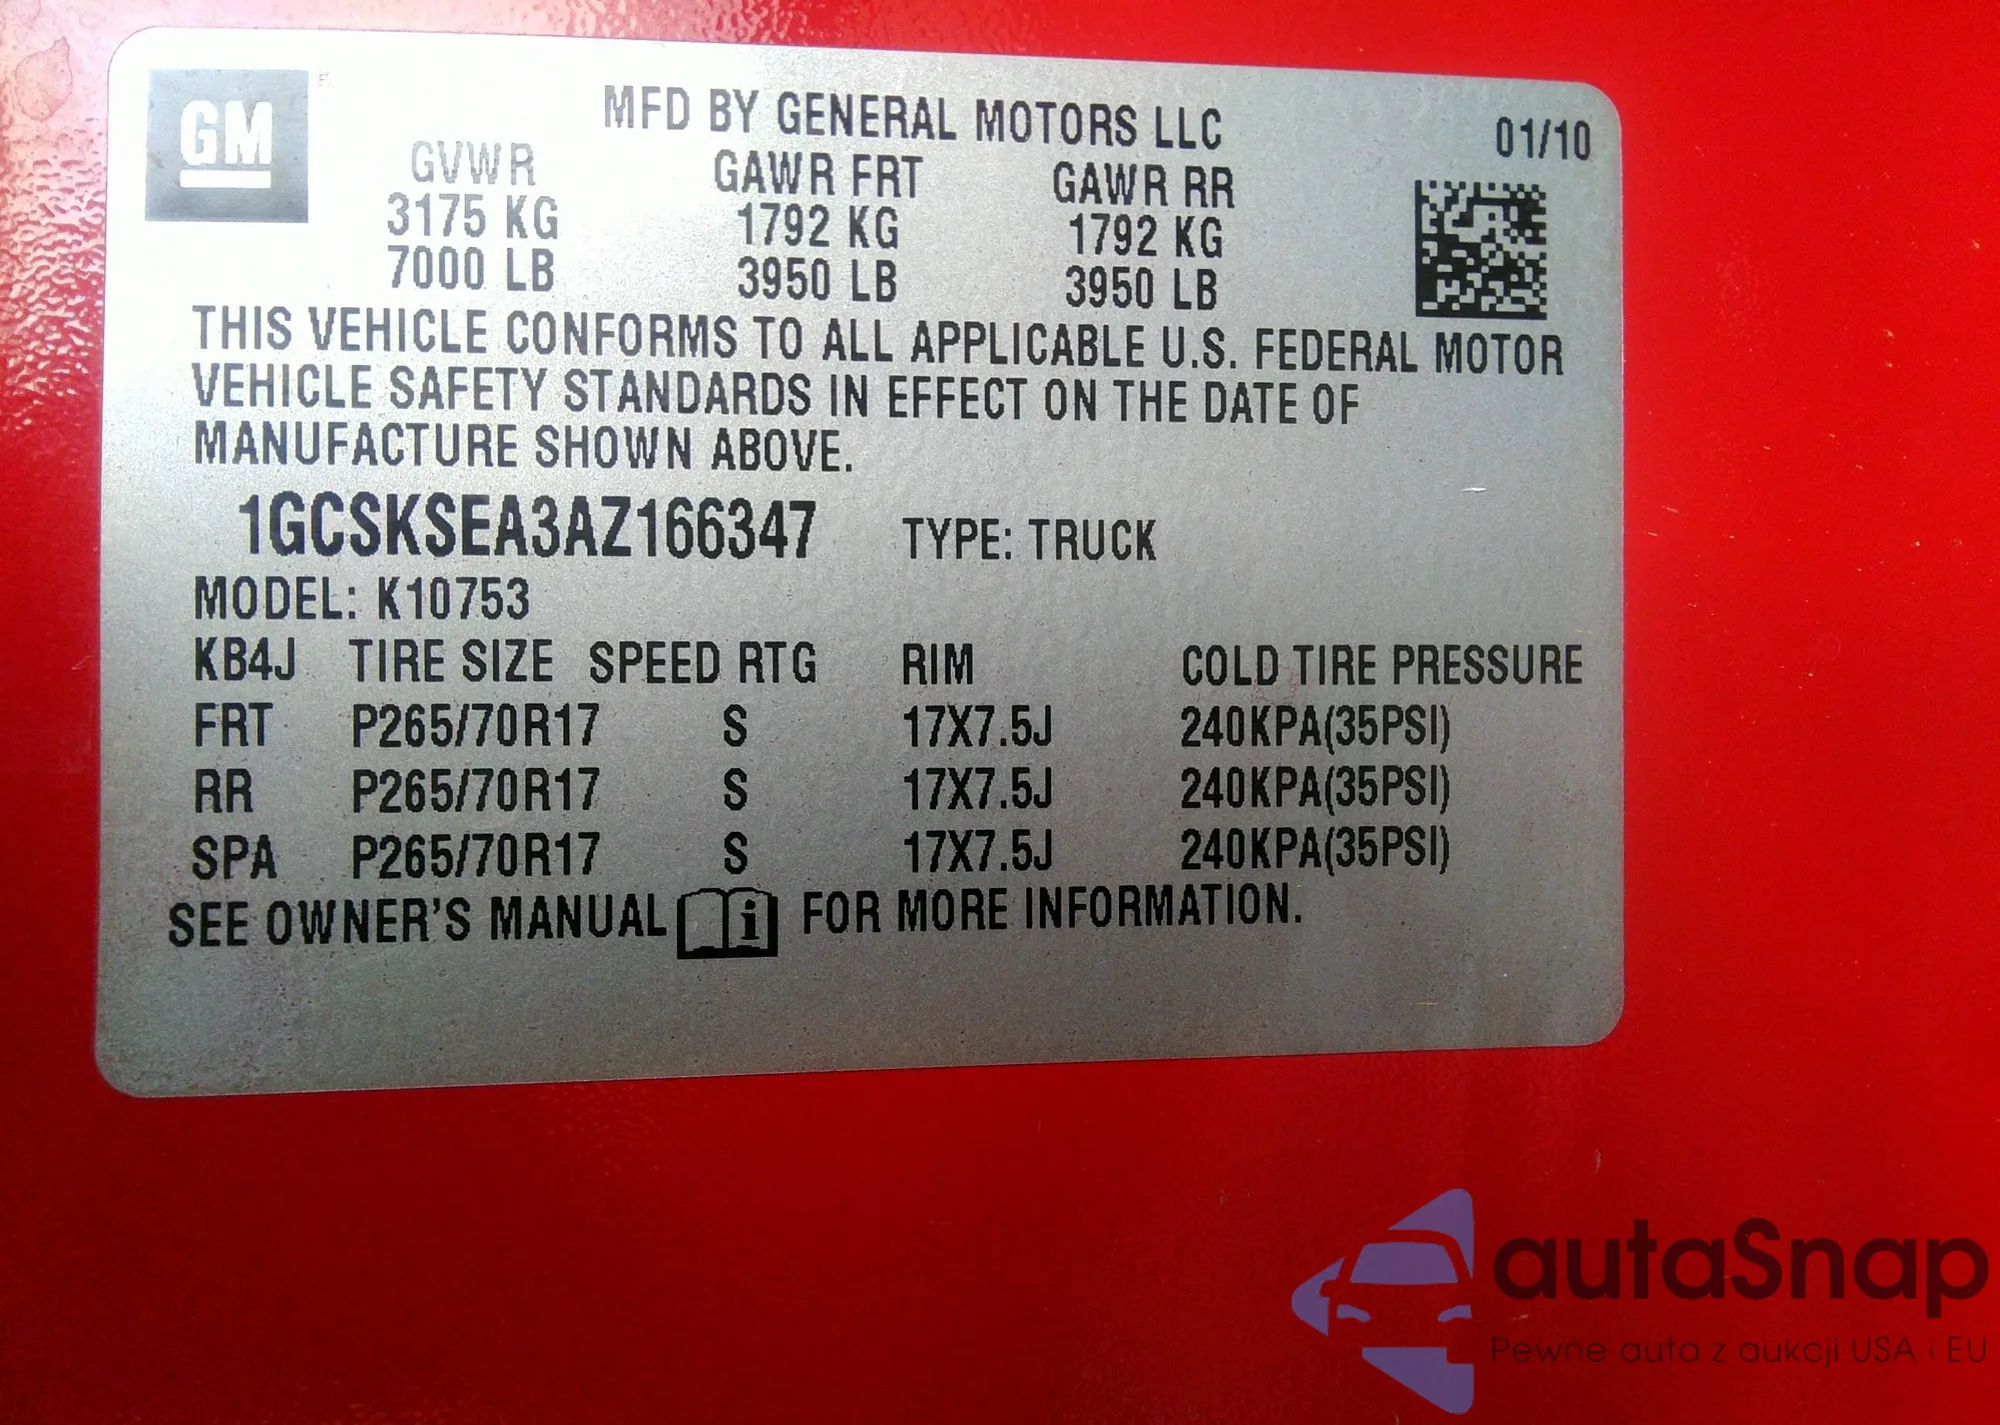 GM
MFD BY GENERAL MOTORS LLC 01/10
GVWR GAWR FRT GAWR RR
3175 KG 1792 KG 1792 KG
7000 LB 3950 LB 3950 LB
THIS VEHICLE CONFORMS TO ALL APPLICABLE U.S. FEDERAL MOTOR
VEHICLE SAFETY STANDARDS IN EFFECT ON THE DATE OF
MANUFACTURE SHOWN ABOVE.
1GCSKSEA3AZ166347 TYPE: TRUCK
MODEL: K10753
KB4J TIRE SIZE SPEED RTG RIM COLD TIRE PRESSURE
FRT P265/70R17 S 17X7.5J 240KPA(35PSI)
RR P265/70R17 S 17X7.5J 240KPA(35PSI)
SPA P265/70R17 S 17X7.5J 240KPA(35PSI)
SEE OWNER'S MANUAL i FOR MORE INFORMATION.
autaSnap
Pewne auta z aukcji USA i EU